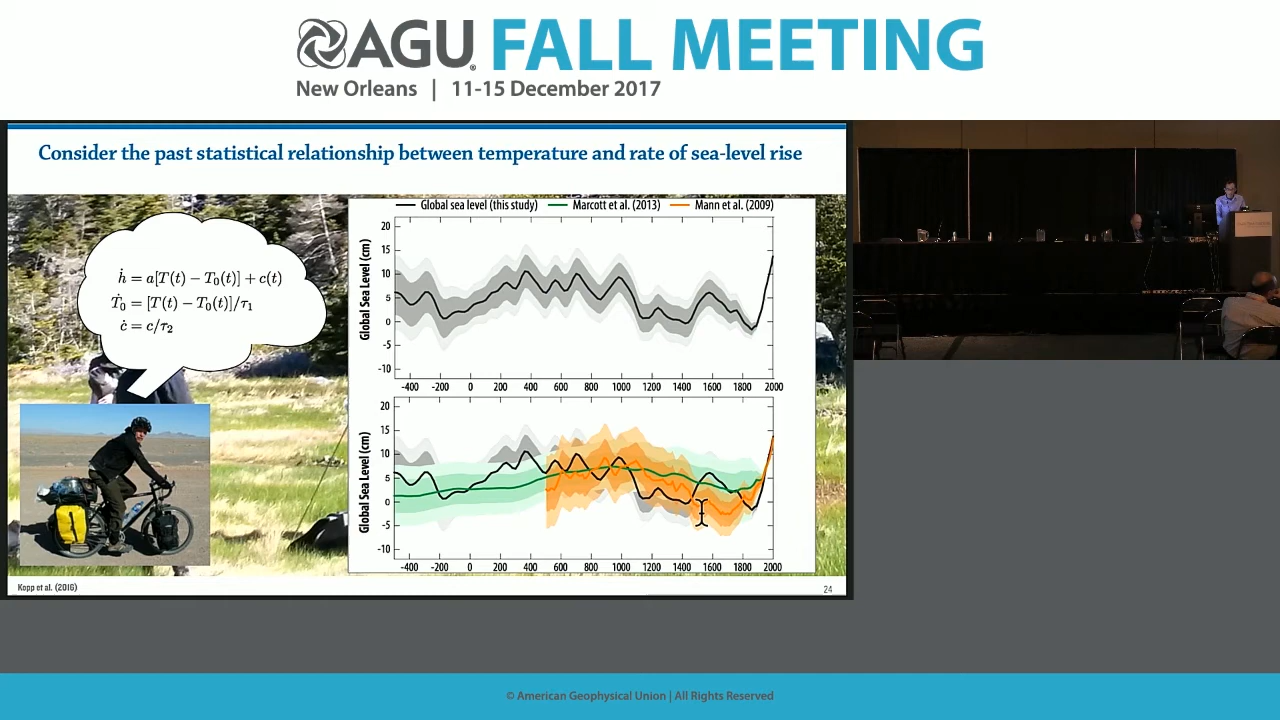 AGU FALL MEETING
New Orleans | 11-15 December 2017
Consider the past statistical relationship between temperature and rate of sea-level rise
ḣ = a[T(t) − T₀(t)] + c(t)
Ṫ₀ = [T(t) − T₀(t)]/τ₁
ċ = c/τ₂
Global sea level (this study) Marcott et al. (2013) Mann et al. (2009)
Global Sea Level (cm)
20
15
10
5
0
-5
-10
-400 -200 0 200 400 600 800 1000 1200 1400 1600 1800 2000
Global Sea Level (cm)
20
15
10
5
0
-5
-10
-400 -200 0 200 400 600 800 1000 1200 1400 1600 1800 2000
Kopp et al. (2016)
24
© American Geophysical Union | All Rights Reserved